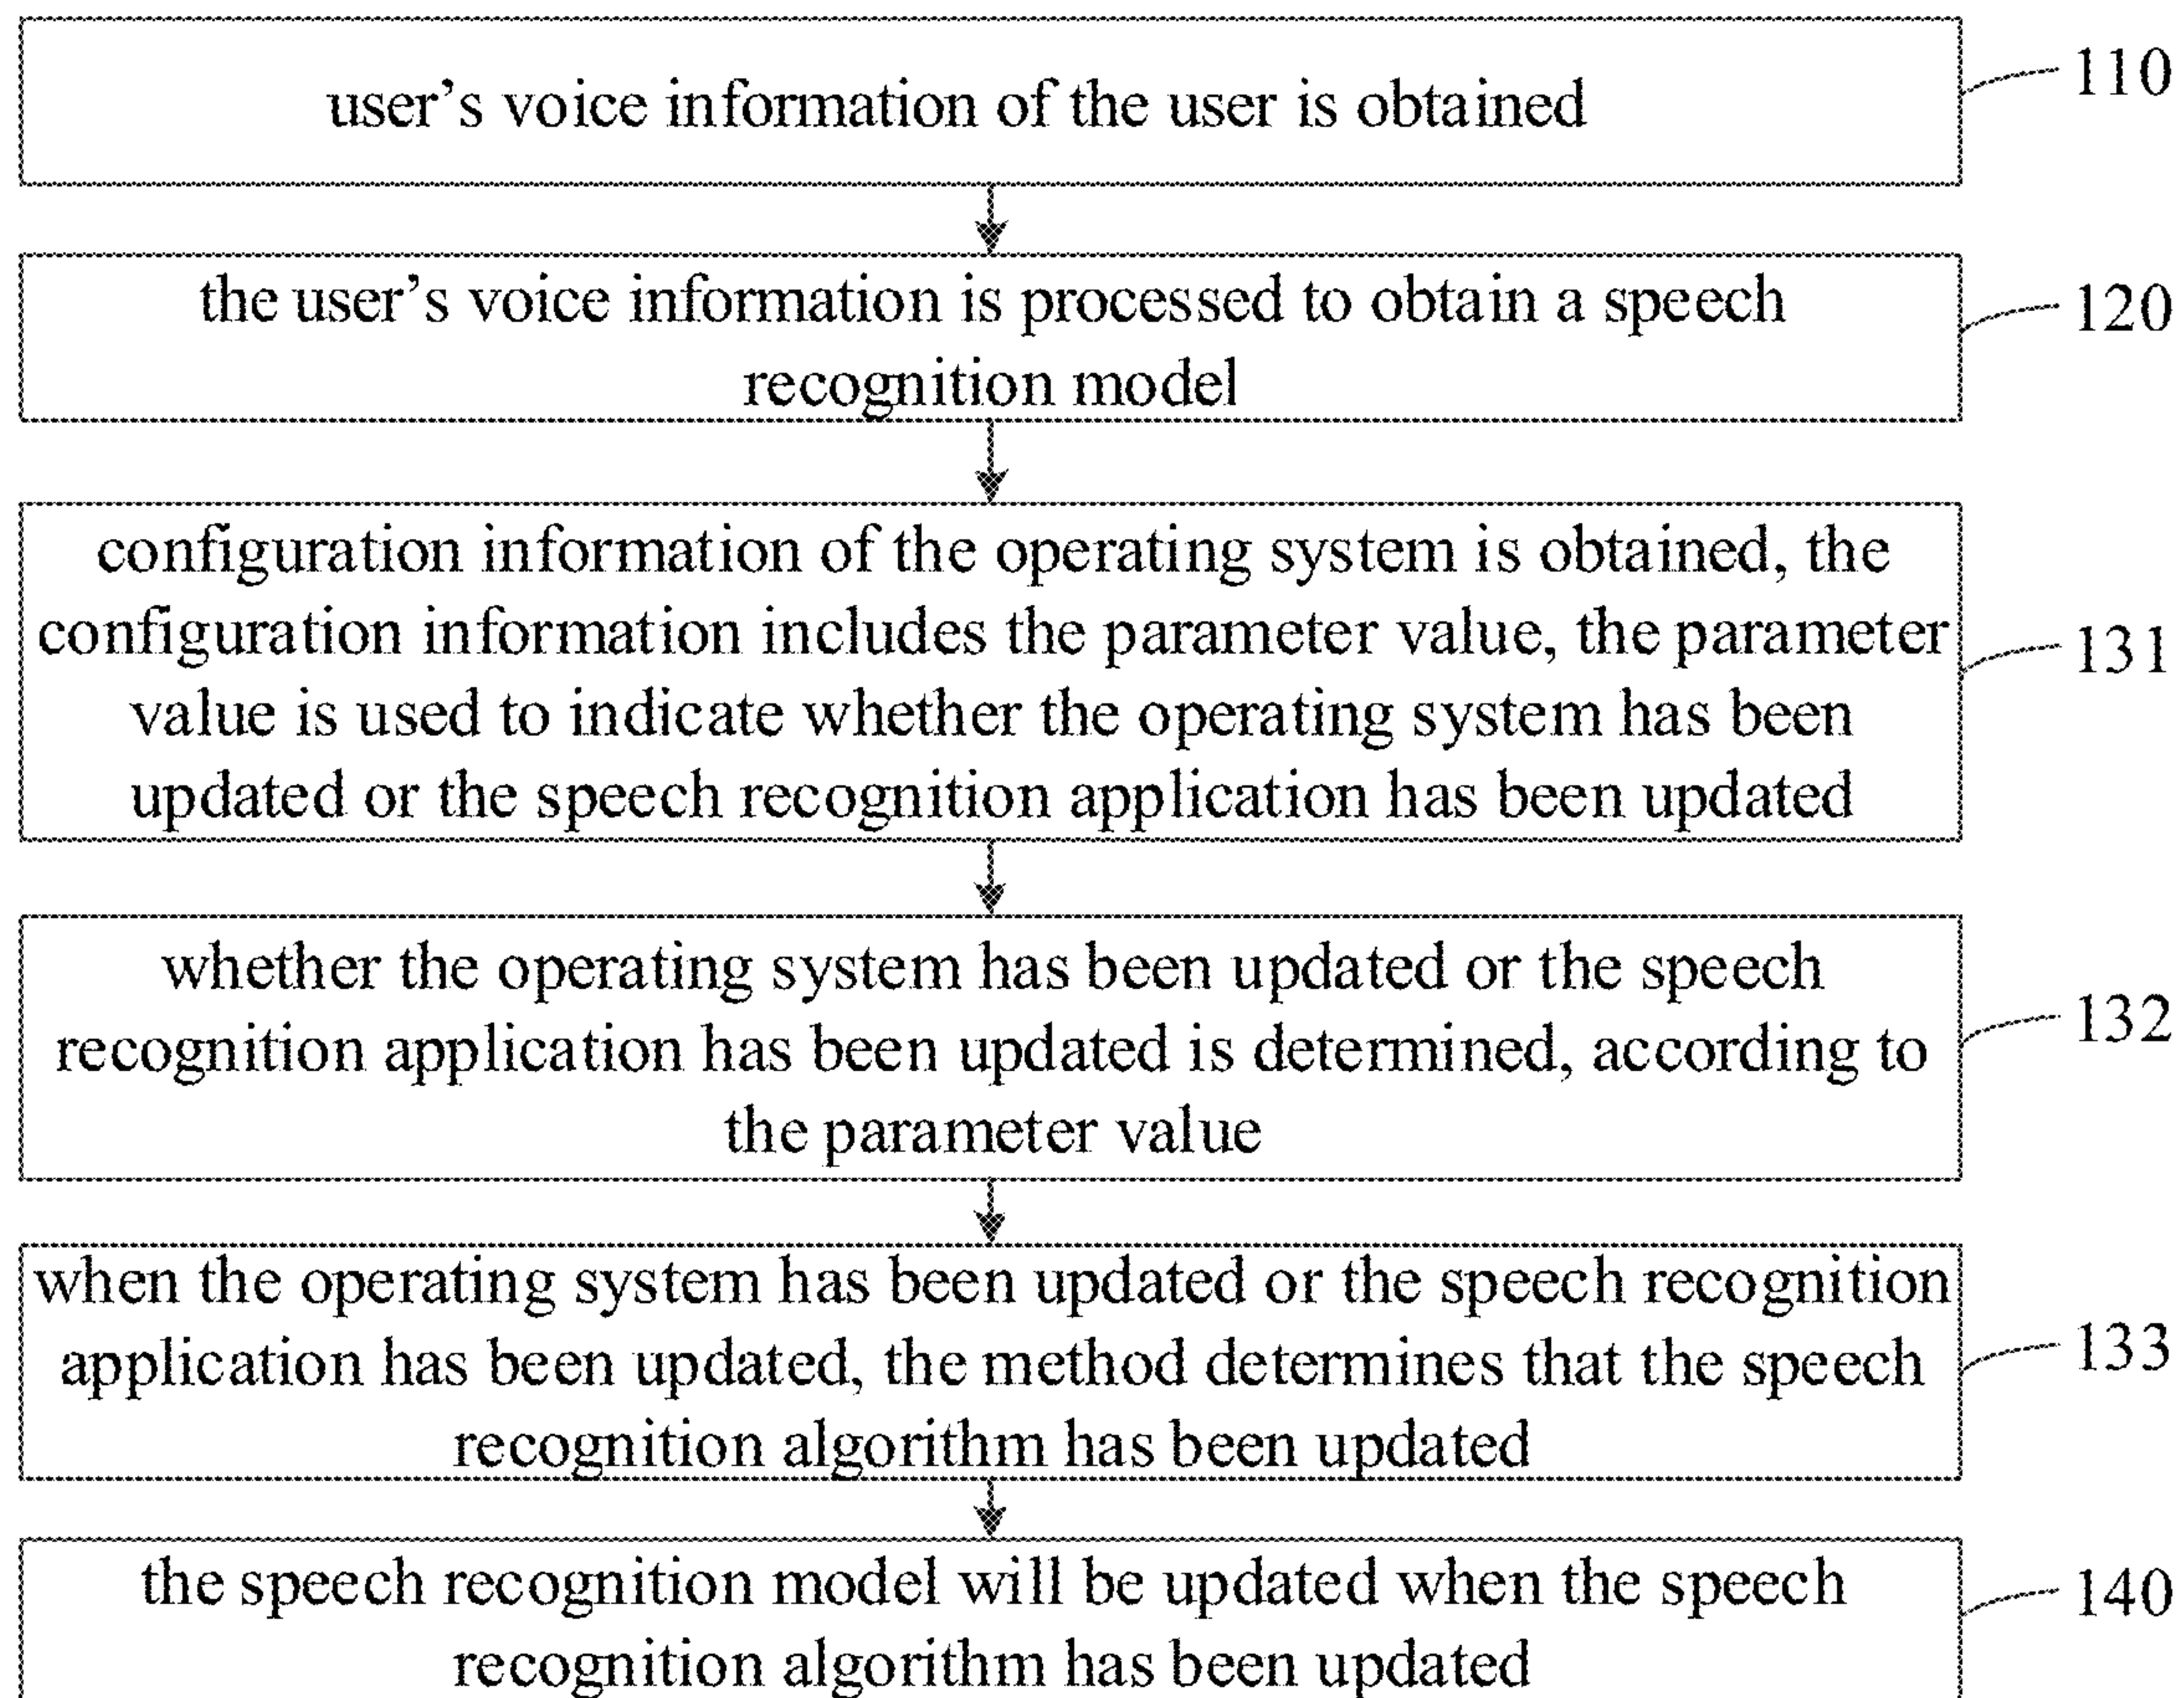 user's voice information of the user is obtained
110
the user's voice information is processed to obtain a speech
recognition model
120
configuration information of the operating system is obtained, the
configuration information includes the parameter value, the parameter
value is used to indicate whether the operating system has been
updated or the speech recognition application has been updated
131
whether the operating system has been updated or the speech
recognition application has been updated is determined, according to
the parameter value
132
when the operating system has been updated or the speech recognition
application has been updated, the method determines that the speech
recognition algorithm has been updated
133
the speech recognition model will be updated when the speech
recognition algorithm has been updated
140